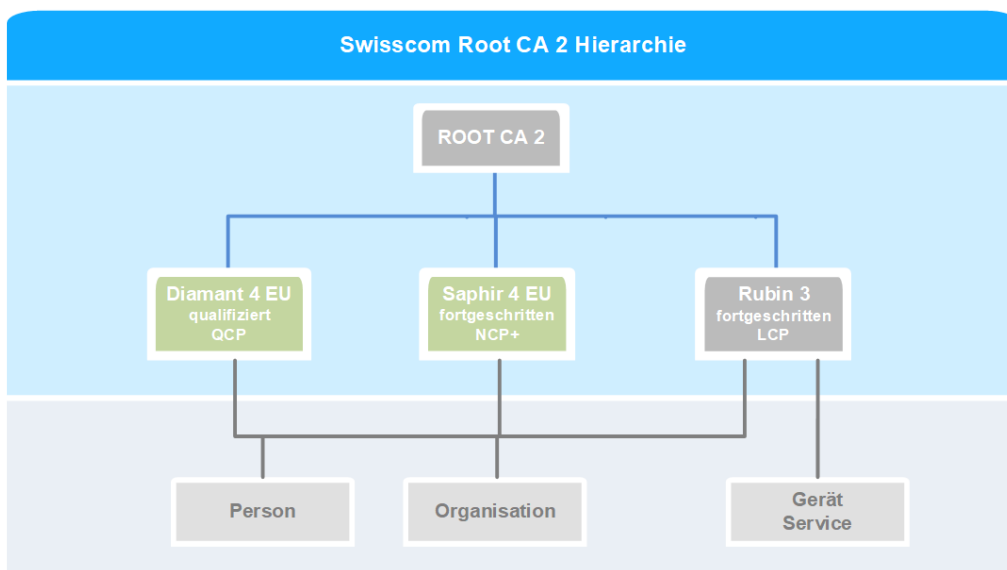 Swisscom Root CA 2 Hierarchie
ROOT CA 2
Diamant 4 EU
qualifiziert
QCP
Saphir 4 EU
fortgeschritten
NCP+
Rubin 3
fortgeschritten
LCP
Person
Organisation
Gerät
Service